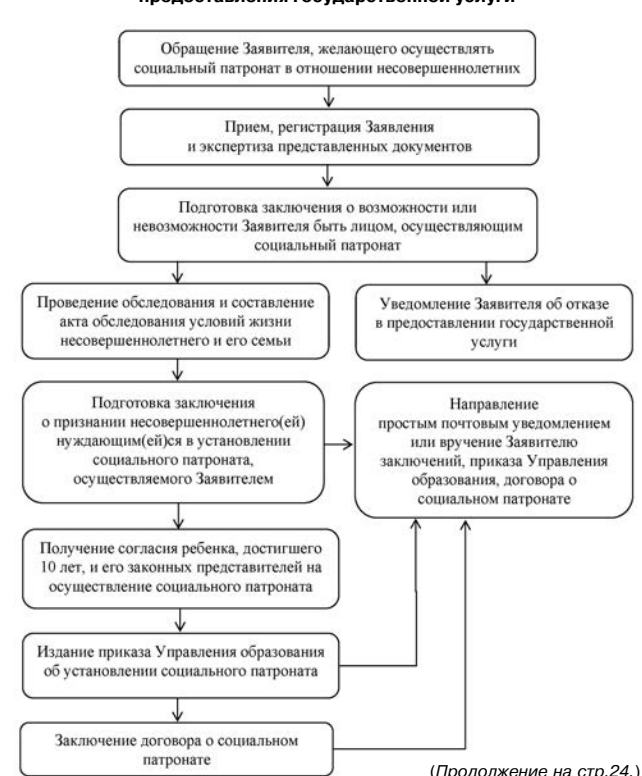 предоставления государственной услуги
Обращение Заявителя, желающего осуществлять
социальный патронат в отношении несовершеннолетних
Прием, регистрация Заявления
и экспертиза представленных документов
Подготовка заключения о возможности или
невозможности Заявителя быть лицом, осуществляющим
социальный патронат
Проведение обследования и составление
акта обследования условий жизни
несовершеннолетнего и его семьи
Уведомление Заявителя об отказе
в предоставлении государственной
услуги
Подготовка заключения
о признании несовершеннолетнего(ей)
нуждающим(ей)ся в установлении
социального патроната,
осуществляемого Заявителем
Направление
простым почтовым уведомлением
или вручение Заявителю
заключений, приказа Управления
образования, договора о
социальном патронате
Получение согласия ребенка, достигшего
10 лет, и его законных представителей на
осуществление социального патроната
Издание приказа Управления образования
об установлении социального патроната
Заключение договора о социальном
патронате
(Продолжение на стр.24.)